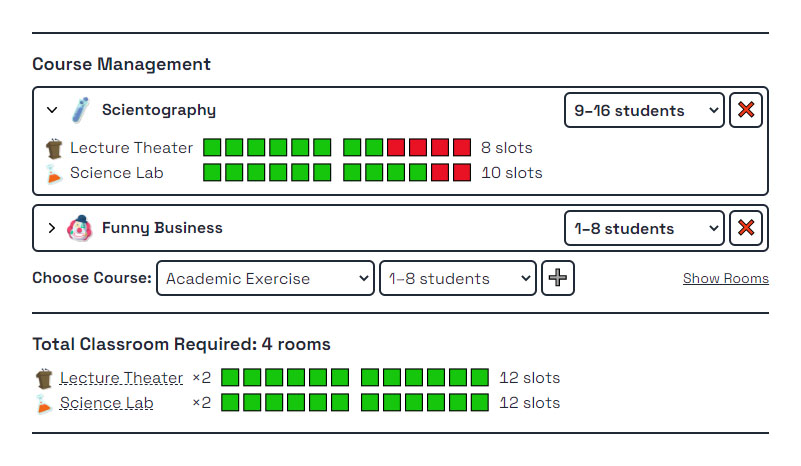 Course Management
Scientography 9–16 students
Lecture Theater 8 slots
Science Lab 10 slots
Funny Business 1–8 students
Choose Course: Academic Exercise 1–8 students Show Rooms
Total Classroom Required: 4 rooms
Lecture Theater ×2 12 slots
Science Lab ×2 12 slots